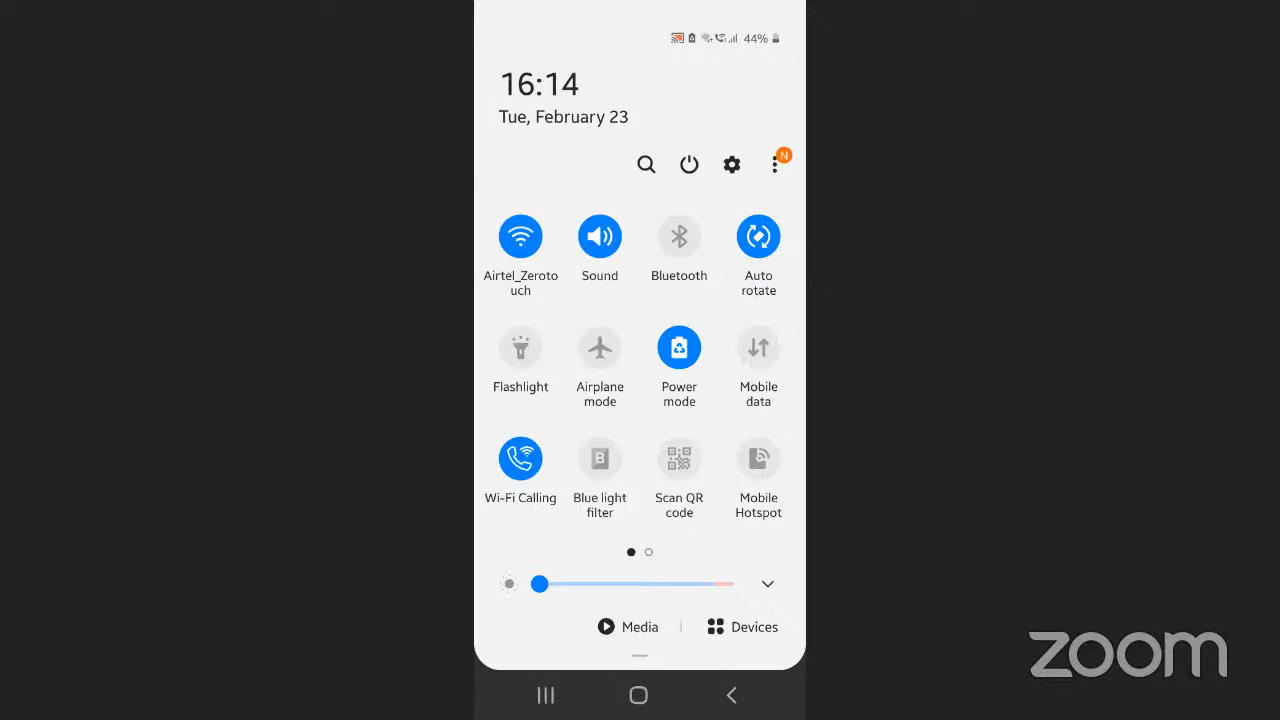 44%
16:14
Tue, February 23
N
Airtel_Zeroto
uch
Sound
Bluetooth
Auto
rotate
Flashlight
Airplane
mode
Power
mode
Mobile
data
Wi-Fi Calling
Blue light
filter
Scan QR
code
Mobile
Hotspot
Media
Devices
zoom